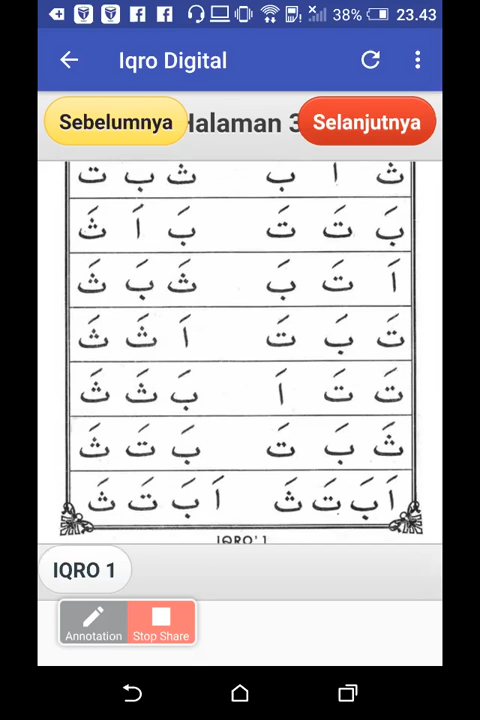 38% 23.43
Iqro Digital
Sebelumnya Halaman 3 Selanjutnya
ث ا ب ث ب ت
بَ تَ تَ بَ اَ ثَ
اَ تَ بَ ثَ بَ ثَ
تَ بَ تَ اَ ثَ ثَ
تَ تَ اَ بَ ثَ ثَ
ثَ بَ تَ بَ تَ ثَ
اَ بَ تَ ثَ اَ بَ تَ ثَ
IQRO' 1
IQRO 1
Annotation Stop Share